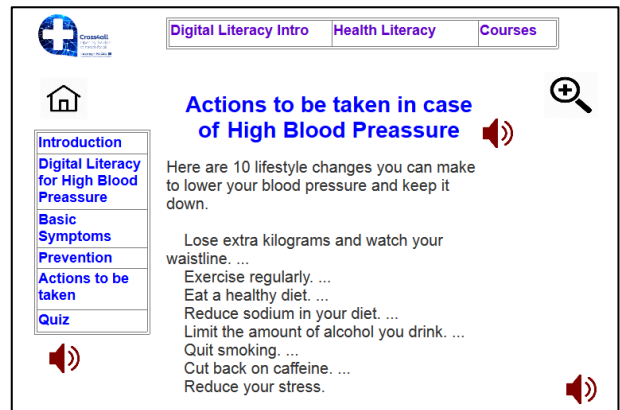 Cross4all
Digital Literacy Intro
Health Literacy
Courses
Actions to be taken in case
of High Blood Preassure
Introduction
Digital Literacy
for High Blood
Preassure
Basic
Symptoms
Prevention
Actions to be
taken
Quiz
Here are 10 lifestyle changes you can make
to lower your blood pressure and keep it
down.
Lose extra kilograms and watch your
waistline. ...
Exercise regularly. ...
Eat a healthy diet. ...
Reduce sodium in your diet. ...
Limit the amount of alcohol you drink. ...
Quit smoking. ...
Cut back on caffeine. ...
Reduce your stress.